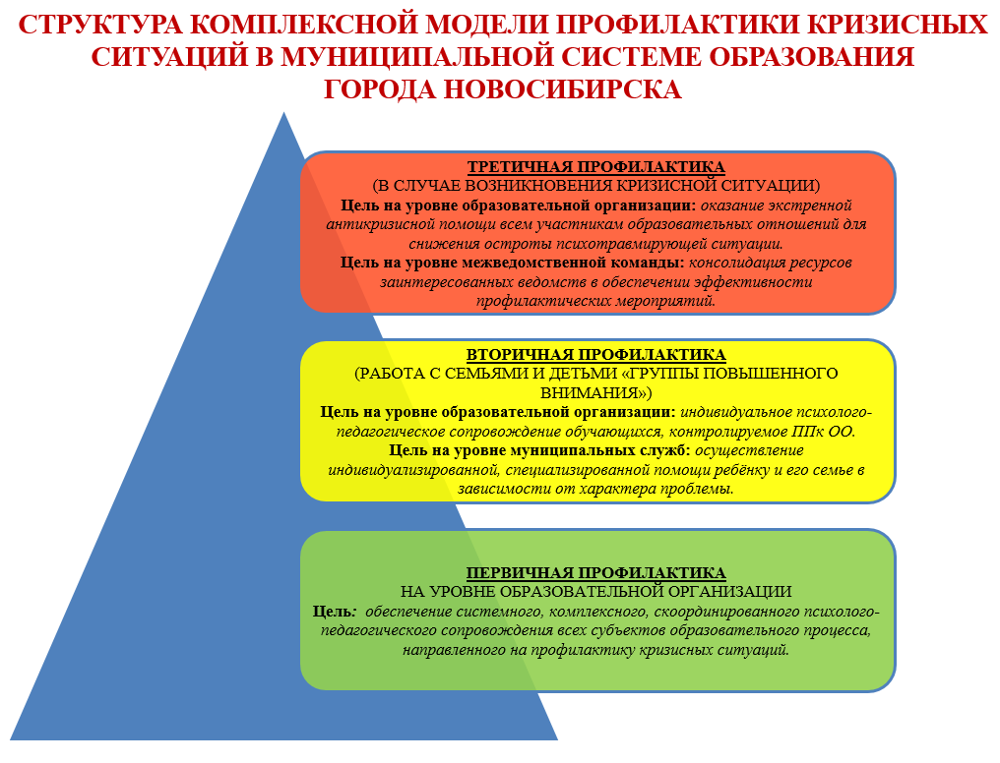 СТРУКТУРА КОМПЛЕКСНОЙ МОДЕЛИ ПРОФИЛАКТИКИ КРИЗИСНЫХ
СИТУАЦИЙ В МУНИЦИПАЛЬНОЙ СИСТЕМЕ ОБРАЗОВАНИЯ
ГОРОДА НОВОСИБИРСКА
ТРЕТИЧНАЯ ПРОФИЛАКТИКА
(В СЛУЧАЕ ВОЗНИКНОВЕНИЯ КРИЗИСНОЙ СИТУАЦИИ)
Цель на уровне образовательной организации: оказание экстренной
антикризисной помощи всем участникам образовательных отношений для
снижения остроты психотравмирующей ситуации.
Цель на уровне межведомственной команды: консолидация ресурсов
заинтересованных ведомств в обеспечении эффективности
профилактических мероприятий.
ВТОРИЧНАЯ ПРОФИЛАКТИКА
(РАБОТА С СЕМЬЯМИ И ДЕТЬМИ «ГРУППЫ ПОВЫШЕННОГО
ВНИМАНИЯ»)
Цель на уровне образовательной организации: индивидуальное психолого-
педагогическое сопровождение обучающихся, контролируемое ППк ОО.
Цель на уровне муниципальных служб: осуществление
индивидуализированной, специализированной помощи ребёнку и его семье в
зависимости от характера проблемы.
ПЕРВИЧНАЯ ПРОФИЛАКТИКА
НА УРОВНЕ ОБРАЗОВАТЕЛЬНОЙ ОРГАНИЗАЦИИ
Цель: обеспечение системного, комплексного, скоординированного психолого-
педагогического сопровождения всех субъектов образовательного процесса,
направленного на профилактику кризисных ситуаций.